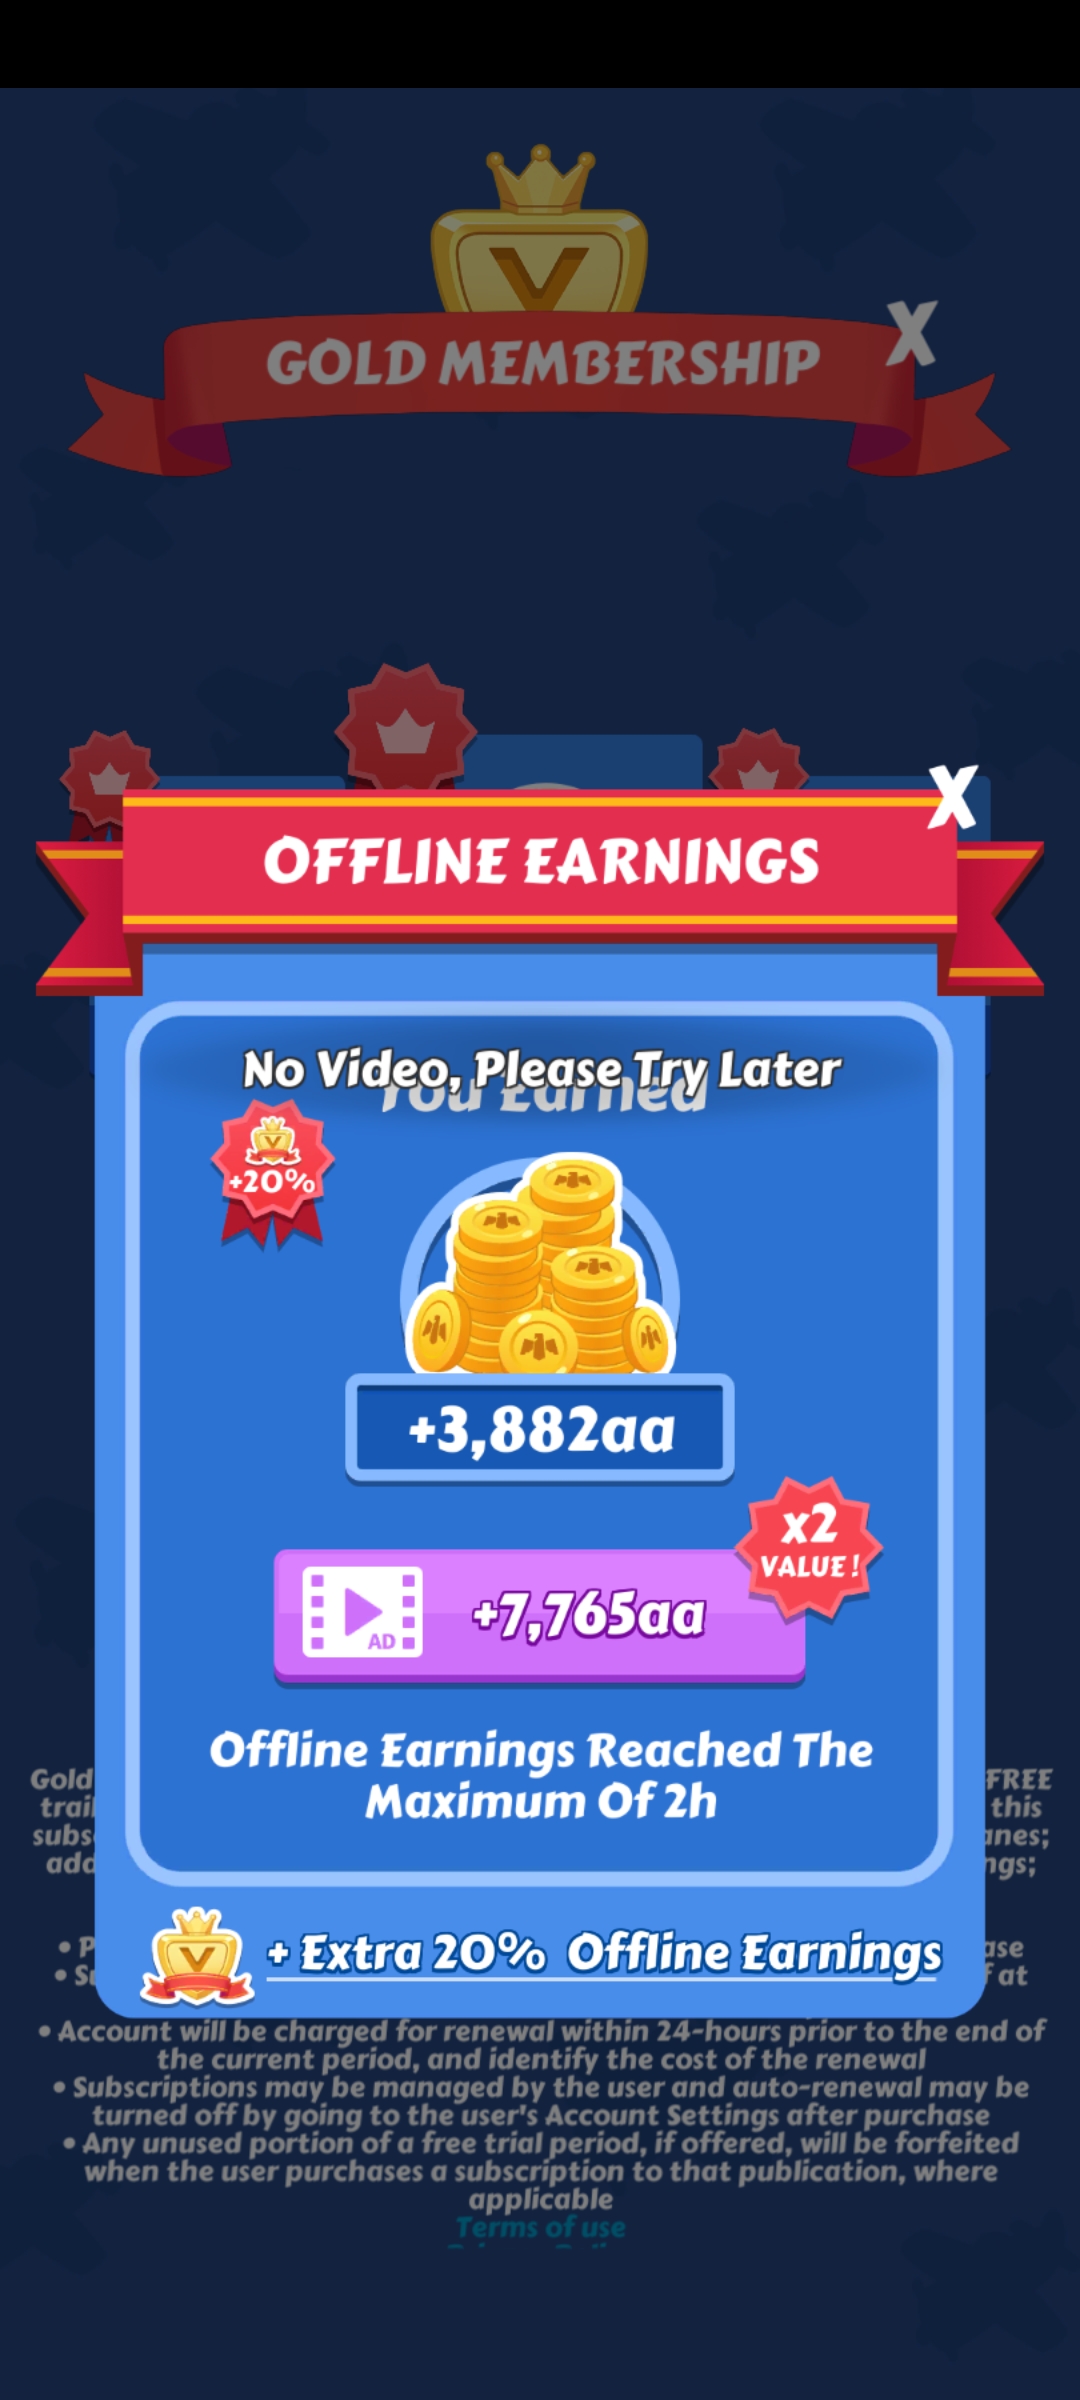 V
GOLD MEMBERSHIP
X
X
OFFLINE EARNINGS
No Video, Please Try Later
You Earned
V
+20%
+3,882aa
x2
VALUE!
AD
+7,765aa
Offline Earnings Reached The
Maximum Of 2h
Gold FREE
this
V
+ Extra 20% Offline Earnings
at
• Account will be charged for renewal within 24-hours prior to the end of
the current period, and identify the cost of the renewal
• Subscriptions may be managed by the user and auto-renewal may be
turned off by going to the user's Account Settings after purchase
• Any unused portion of a free trial period, if offered, will be forfeited
when the user purchases a subscription to that publication, where
applicable
Terms of use